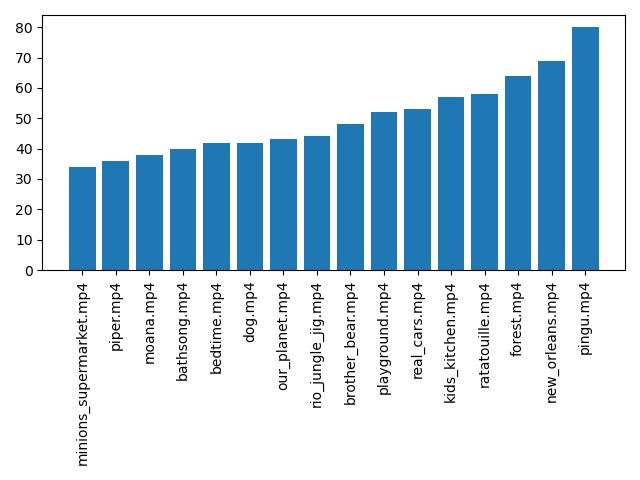 80
70
60
50
40
30
20
10
0
minions_supermarket.mp4
piper.mp4
moana.mp4
bathsong.mp4
bedtime.mp4
dog.mp4
our_planet.mp4
rio_jungle_jig.mp4
brother_bear.mp4
playground.mp4
real_cars.mp4
kids_kitchen.mp4
ratatouille.mp4
forest.mp4
new_orleans.mp4
pingu.mp4